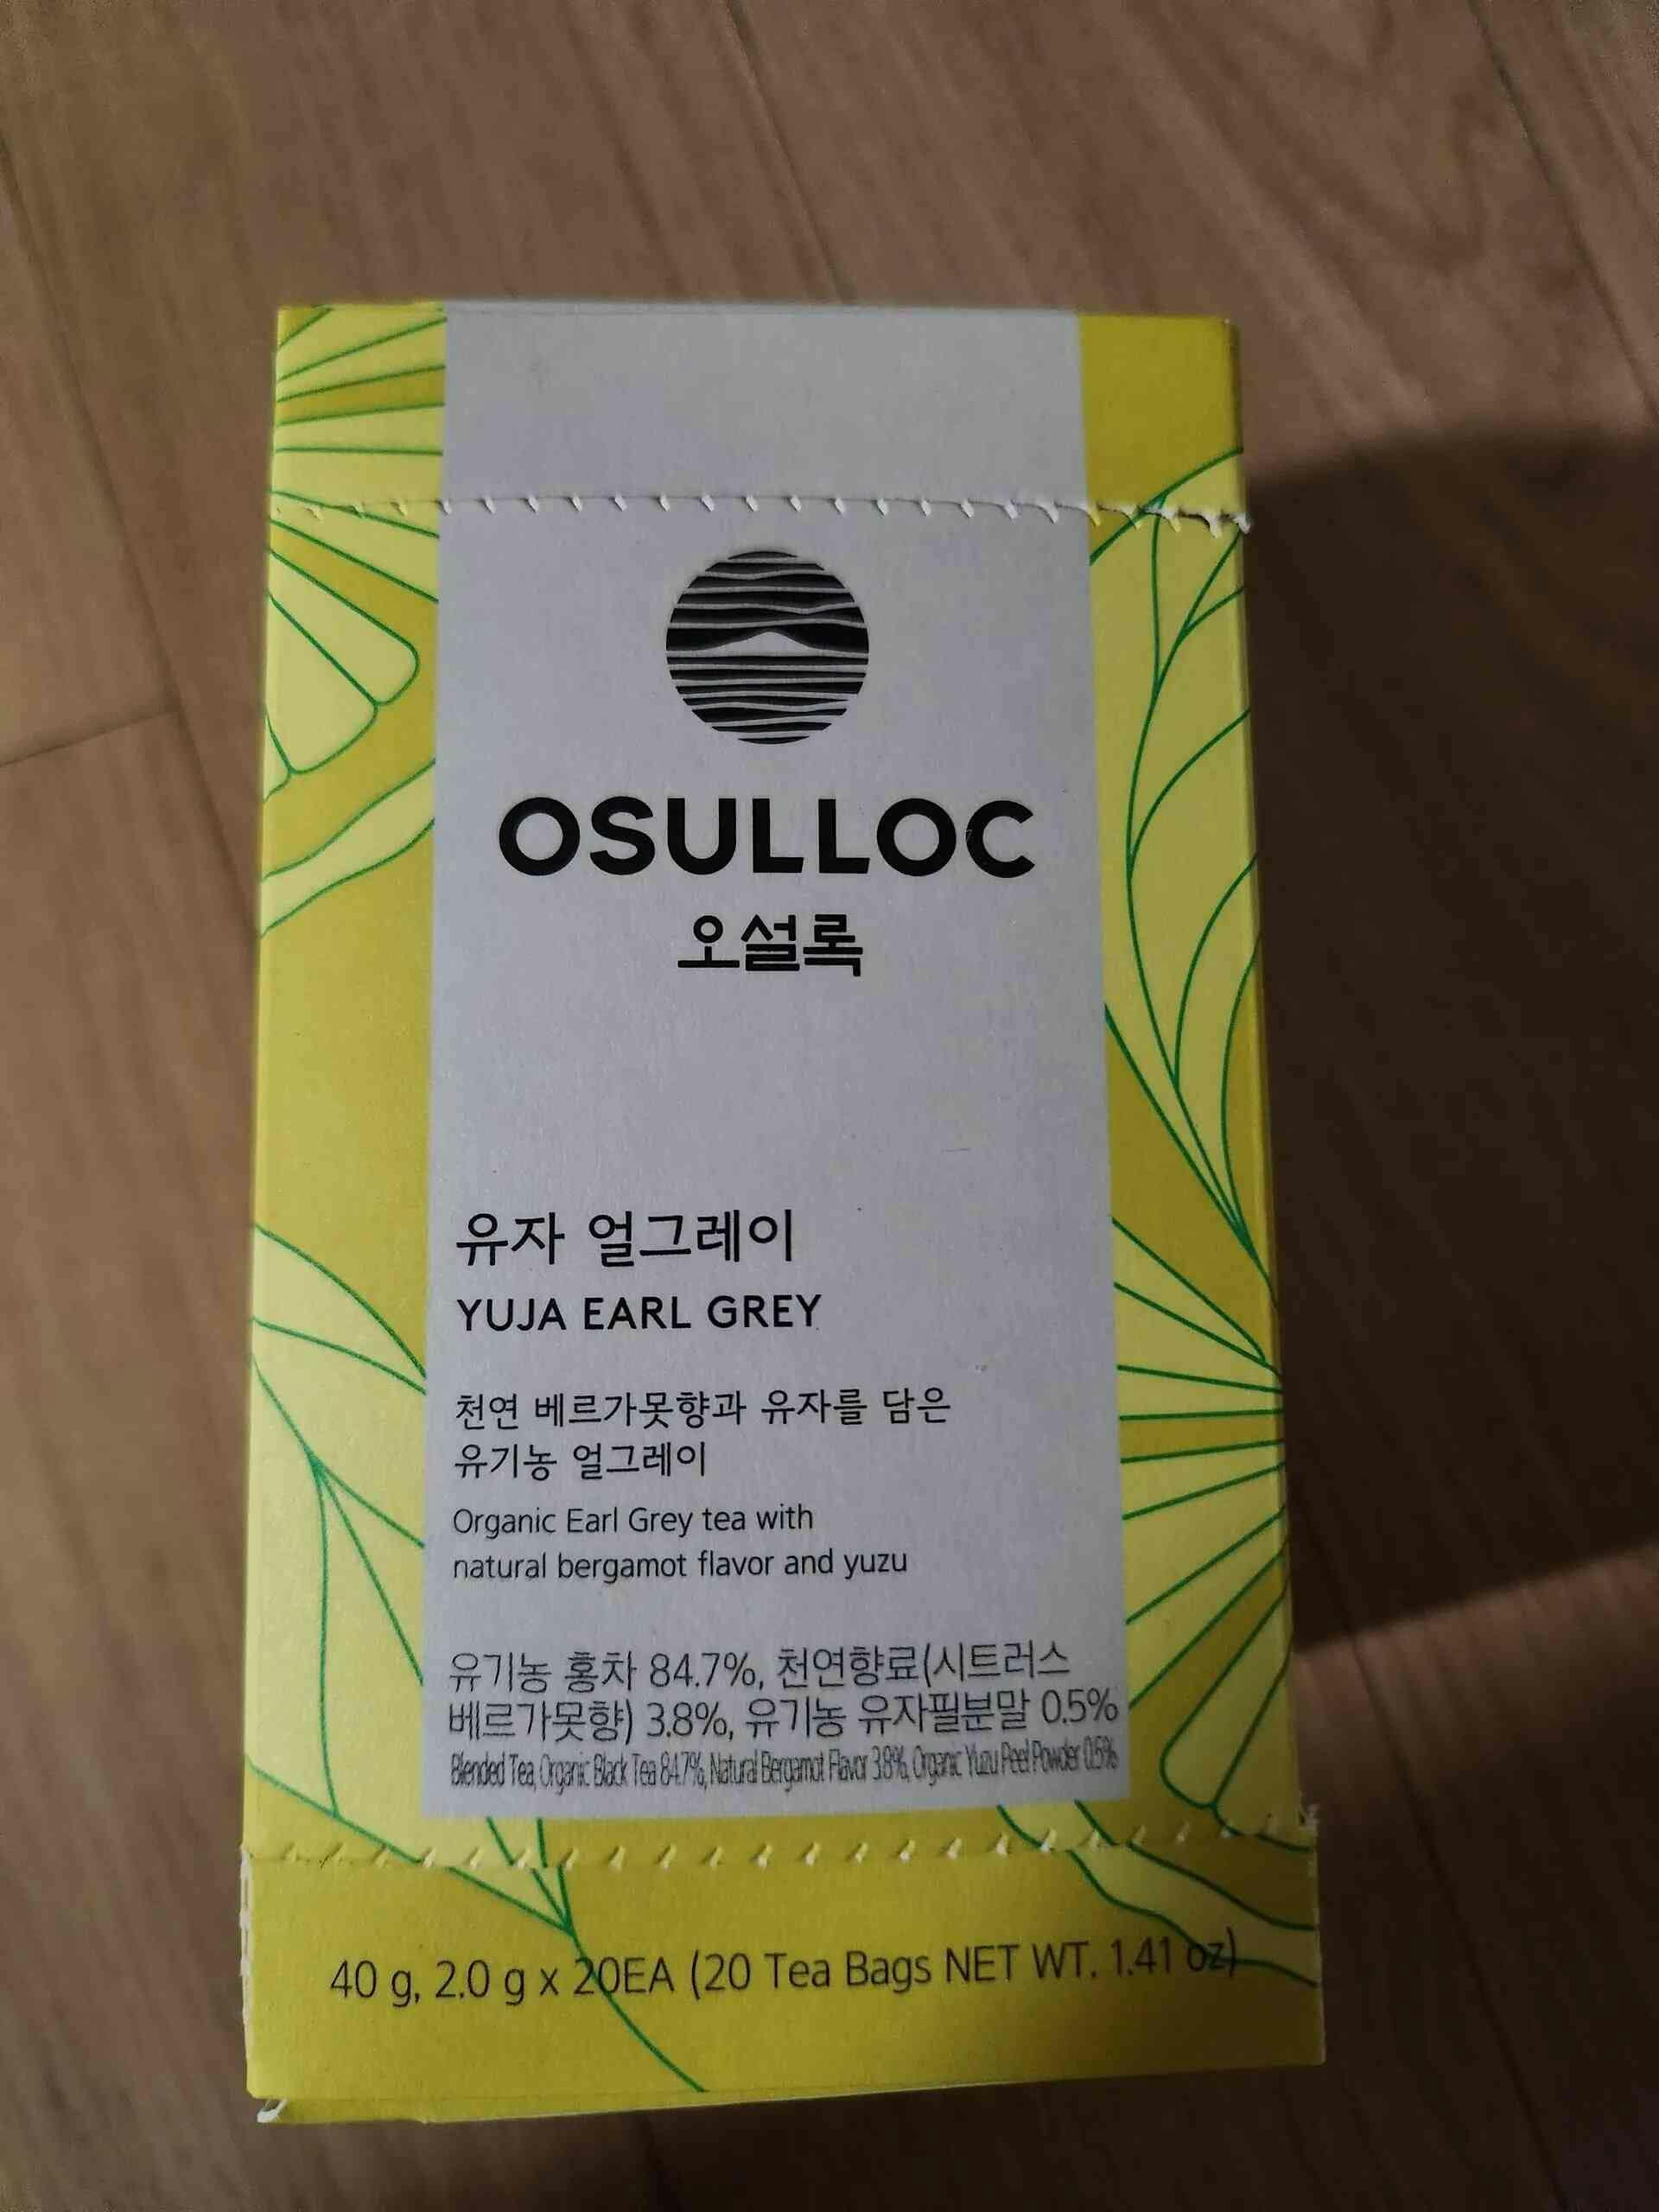 OSULLOC
오설록
유자 얼그레이
YUJA EARL GREY
천연 베르가못향과 유자를 담은
유기농 얼그레이
Organic Earl Grey tea with
natural bergamot flavor and yuzu
유기농 홍차 84.7%, 천연향료(시트러스
베르가못향) 3.8%, 유기농 유자필분말 0.5%
Blended Tea, Organic Black Tea 84.7%, Natural Bergamot Flavor 3.8%, Organic Yuzu Peel Powder 0.5%
40 g, 2.0 g x 20EA (20 Tea Bags NET WT. 1.41 oz)